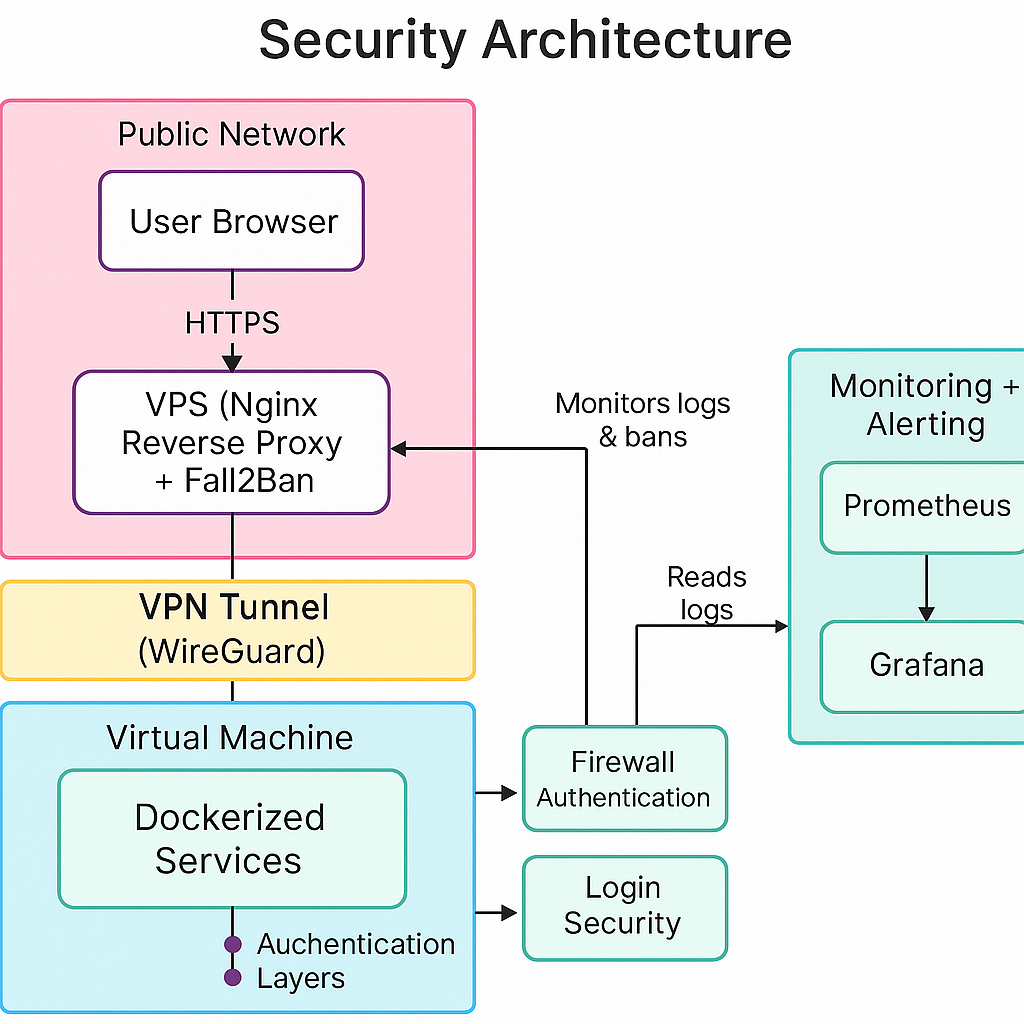 Security Architecture
Public Network
User Browser
HTTPS
VPS (Nginx
Reverse Proxy
+ Fall2Ban
VPN Tunnel
(WireGuard)
Virtual Machine
Dockerized
Services
Auchentication
Layers
Monitors logs
& bans
Reads
logs
Firewall
Authentication
Login
Security
Monitoring +
Alerting
Prometheus
Grafana